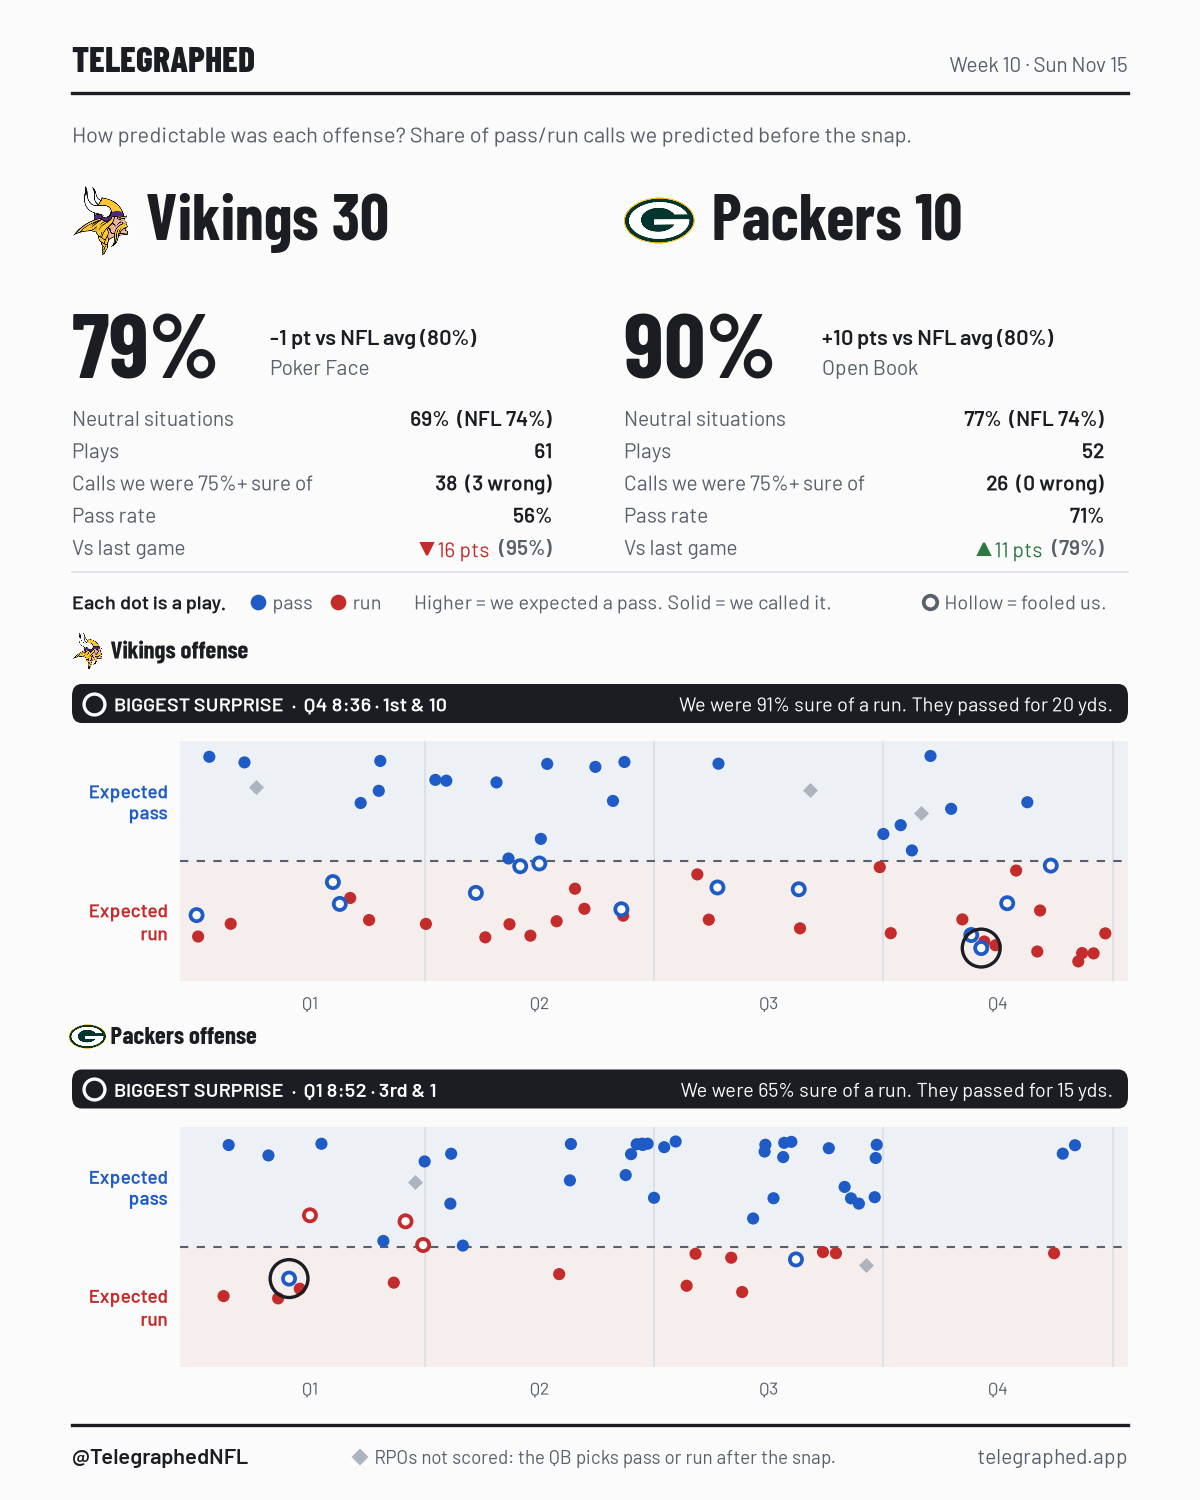 TELEGRAPHED
Week 10 · Sun Nov 15
How predictable was each offense? Share of pass/run calls we predicted before the snap.
Vikings 30
Packers 10
79%
-1 pt vs NFL avg (80%)
Poker Face
90%
+10 pts vs NFL avg (80%)
Open Book
Neutral situations 69% (NFL 74%)
Plays 61
Calls we were 75%+ sure of 38 (3 wrong)
Pass rate 56%
Vs last game ▼16 pts (95%)
Neutral situations 77% (NFL 74%)
Plays 52
Calls we were 75%+ sure of 26 (0 wrong)
Pass rate 71%
Vs last game ▲11 pts (79%)
Each dot is a play. pass run Higher = we expected a pass. Solid = we called it. Hollow = fooled us.
Vikings offense
BIGGEST SURPRISE · Q4 8:36 · 1st & 10 We were 91% sure of a run. They passed for 20 yds.
Expected
pass
Expected
run
Q1 Q2 Q3 Q4
G Packers offense
BIGGEST SURPRISE · Q1 8:52 · 3rd & 1 We were 65% sure of a run. They passed for 15 yds.
Expected
pass
Expected
run
Q1 Q2 Q3 Q4
@TelegraphedNFL RPOs not scored: the QB picks pass or run after the snap. telegraphed.app